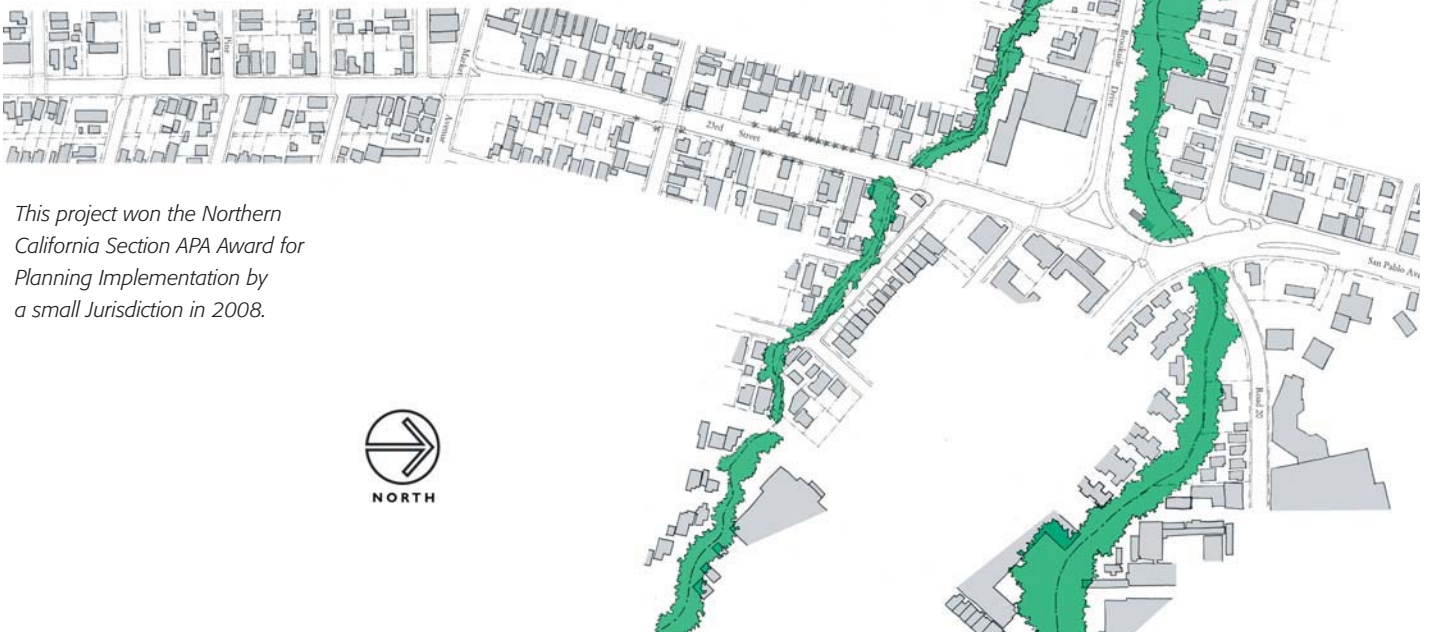 Pine
Market
Avenue
23rd Street
Brookside
Drive
San Pablo Ave
Road 20
This project won the Northern
California Section APA Award for
Planning Implementation by
a small Jurisdiction in 2008.
NORTH